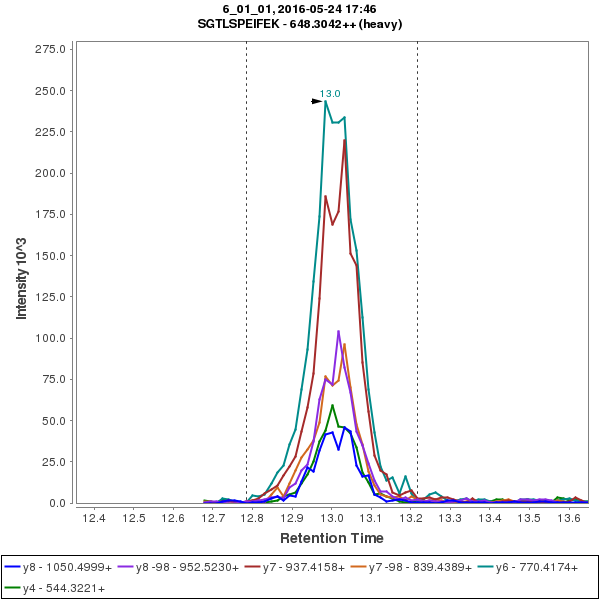 6_01_01, 2016-05-24 17:46
SGTLSPEIFEK - 648.3042++ (heavy)
275.0
250.0
225.0
200.0
175.0
150.0
125.0
100.0
75.0
50.0
25.0
0.0
Intensity 10^3
13.0
12.4 12.5 12.6 12.7 12.8 12.9 13.0 13.1 13.2 13.3 13.4 13.5 13.6
Retention Time
y8 - 1050.4999+ y8 -98 - 952.5230+ y7 - 937.4158+ y7 -98 - 839.4389+ y6 - 770.4174+
y4 - 544.3221+